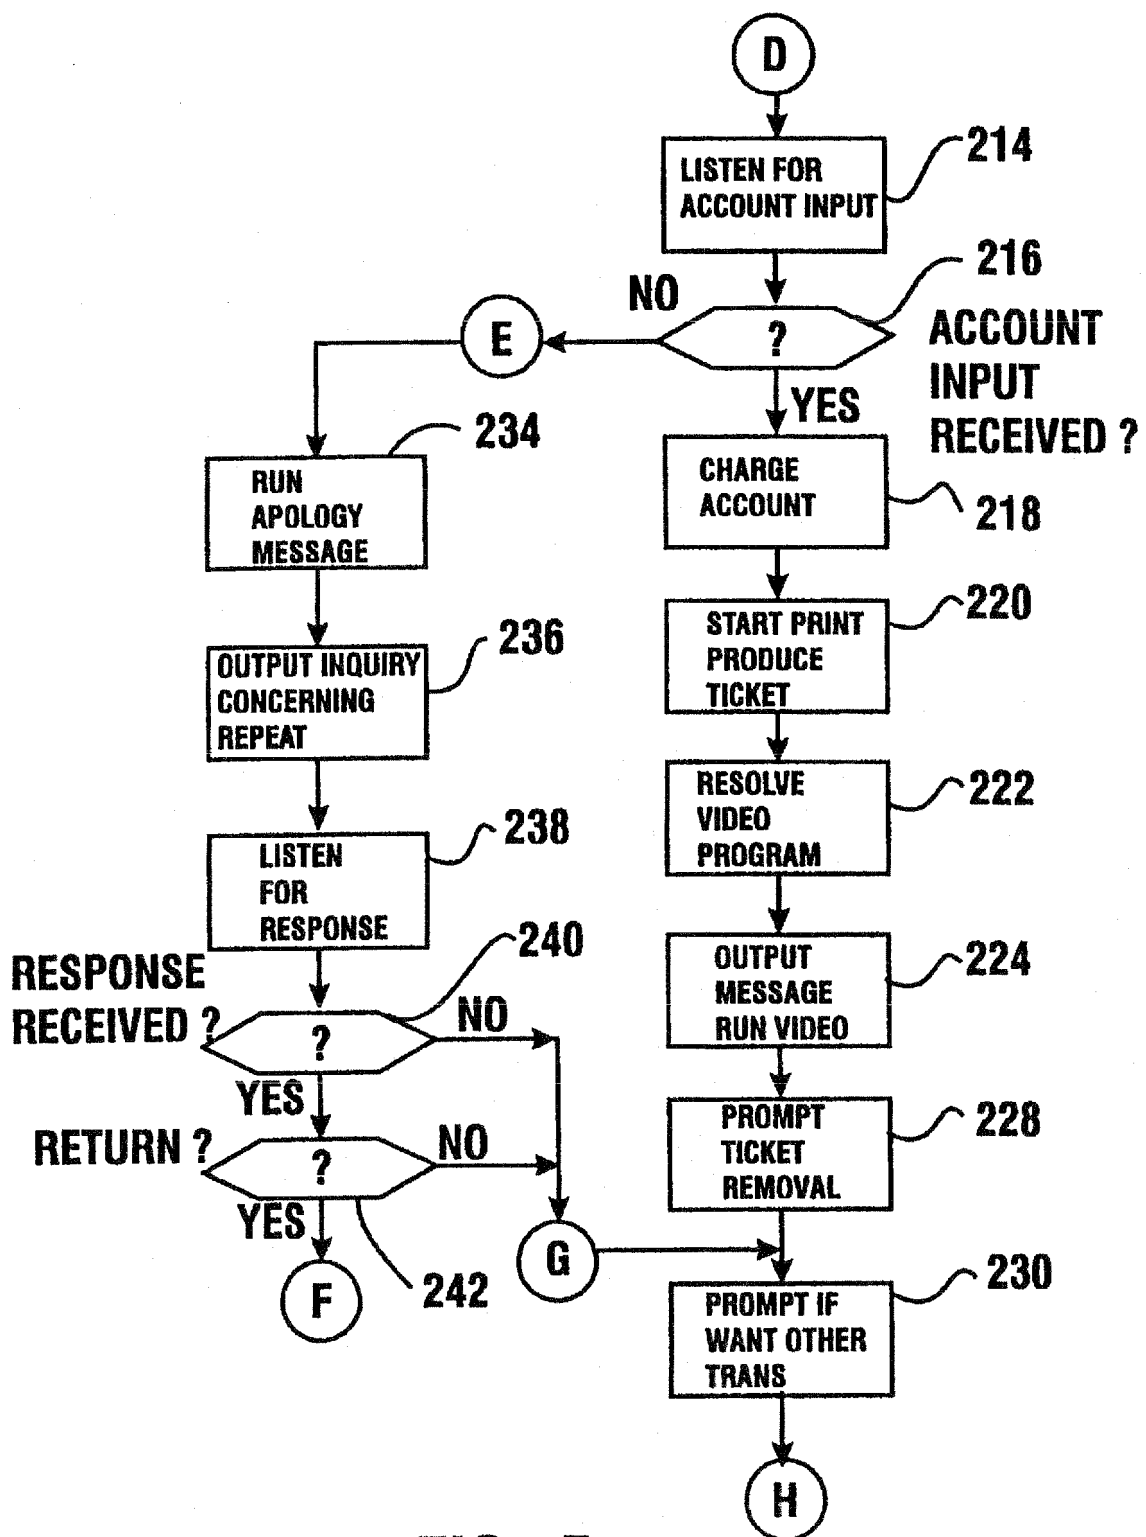 D
LISTEN FOR
ACCOUNT INPUT
214
216
NO
E
?
ACCOUNT
INPUT
RECEIVED ?
YES
234
RUN
APOLOGY
MESSAGE
CHARGE
ACCOUNT
218
START PRINT
PRODUCE
TICKET
220
OUTPUT INQUIRY
CONCERNING
REPEAT
236
RESOLVE
VIDEO
PROGRAM
222
LISTEN
FOR
RESPONSE
238
OUTPUT
MESSAGE
RUN VIDEO
224
RESPONSE
RECEIVED ?
240
?
NO
YES
PROMPT
TICKET
REMOVAL
228
RETURN ?
?
NO
YES
242
F
G
PROMPT IF
WANT OTHER
TRANS
230
H